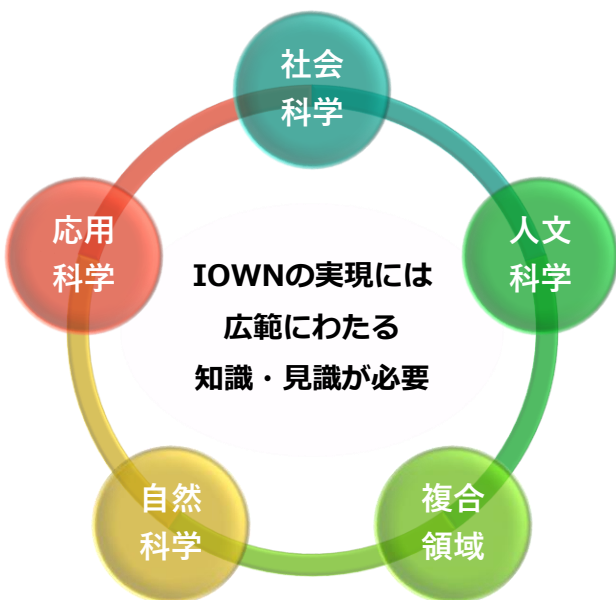 社会
科学
応用
科学
人文
科学
IOWNの実現には
広範にわたる
知識・見識が必要
自然
科学
複合
領域